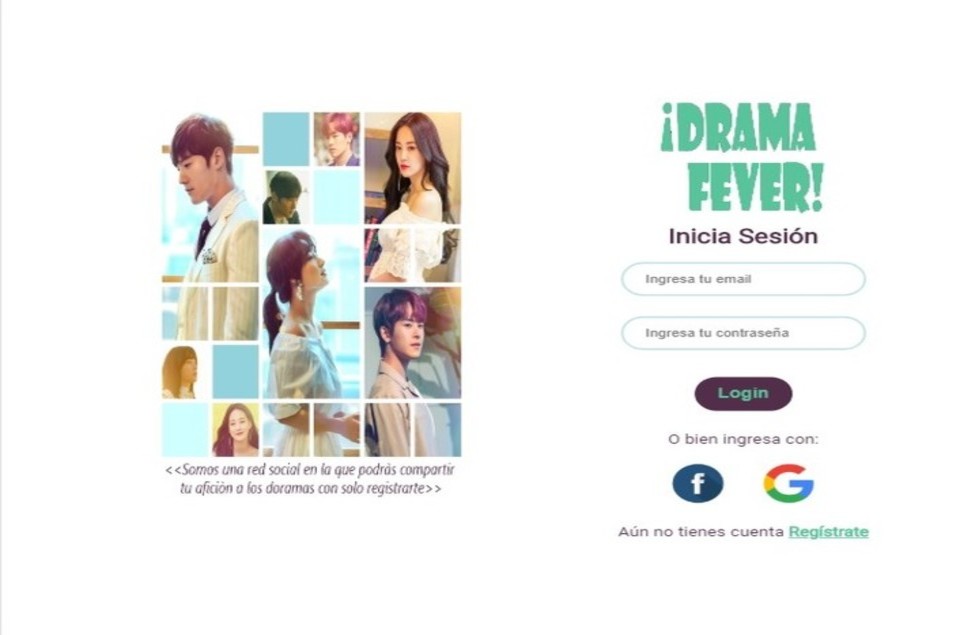 <<Somos una red social en la que podràs compartir
tu aficiòn a los doramas con solo registrarte>>
¡DRAMA
FEVER!
Inicia Sesión
Ingresa tu email
Ingresa tu contraseña
Login
O bien ingresa con:
f G
Aún no tienes cuenta Regístrate